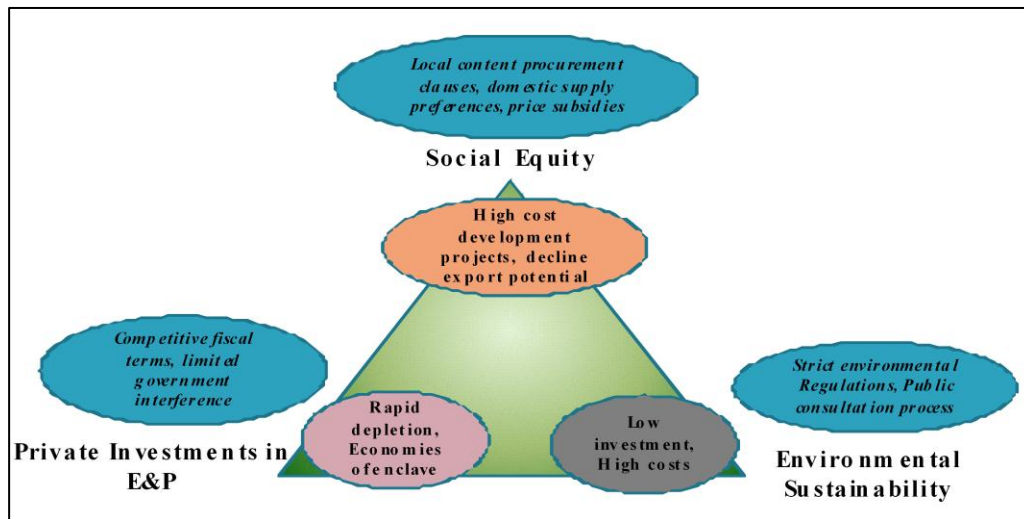 Local content procurement
clauses, domestic supply
preferences, price subsidies
Social Equity
High cost
development
projects, decline
export potential
Competitive fiscal
terms, limited
government
interference
Private Investments in
E&P
Rapid
depletion,
Economies
of enclave
Low
investment,
High costs
Strict environmental
Regulations, Public
consultation process
Environmental
Sustainability